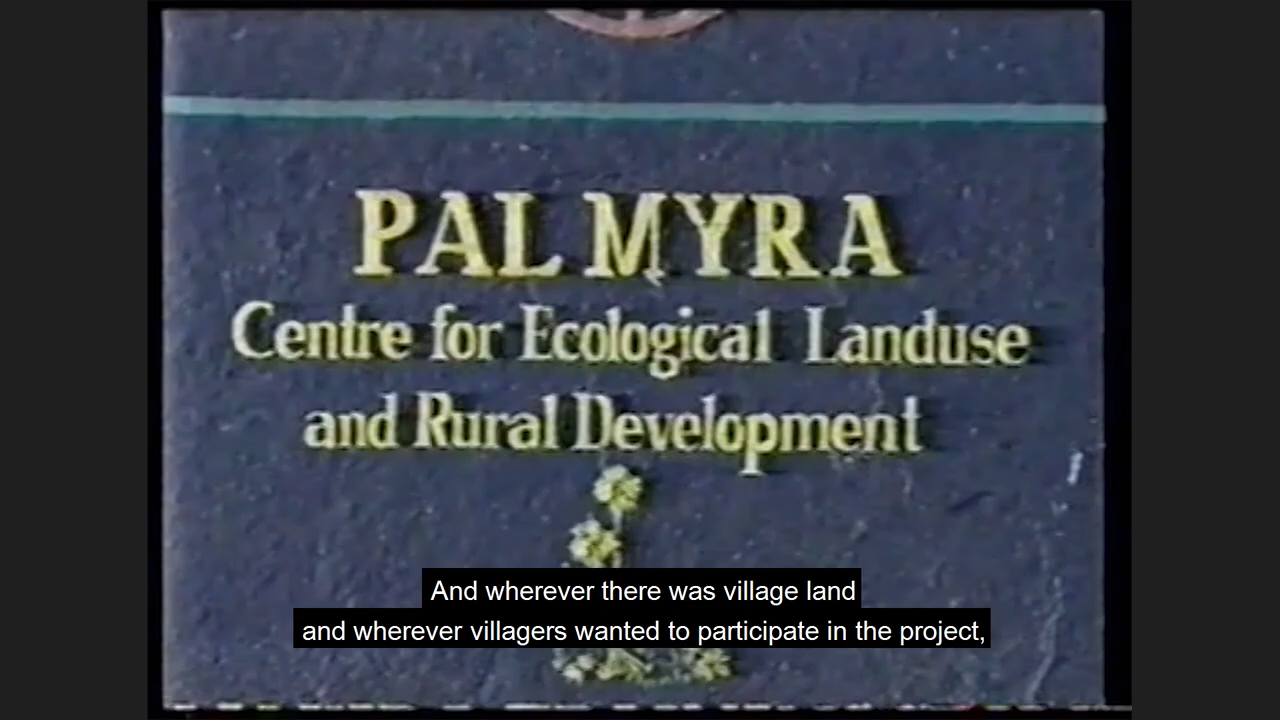 PALMYRA
Centre for Ecological Landuse
and Rural Development
And wherever there was village land
and wherever villagers wanted to participate in the project,